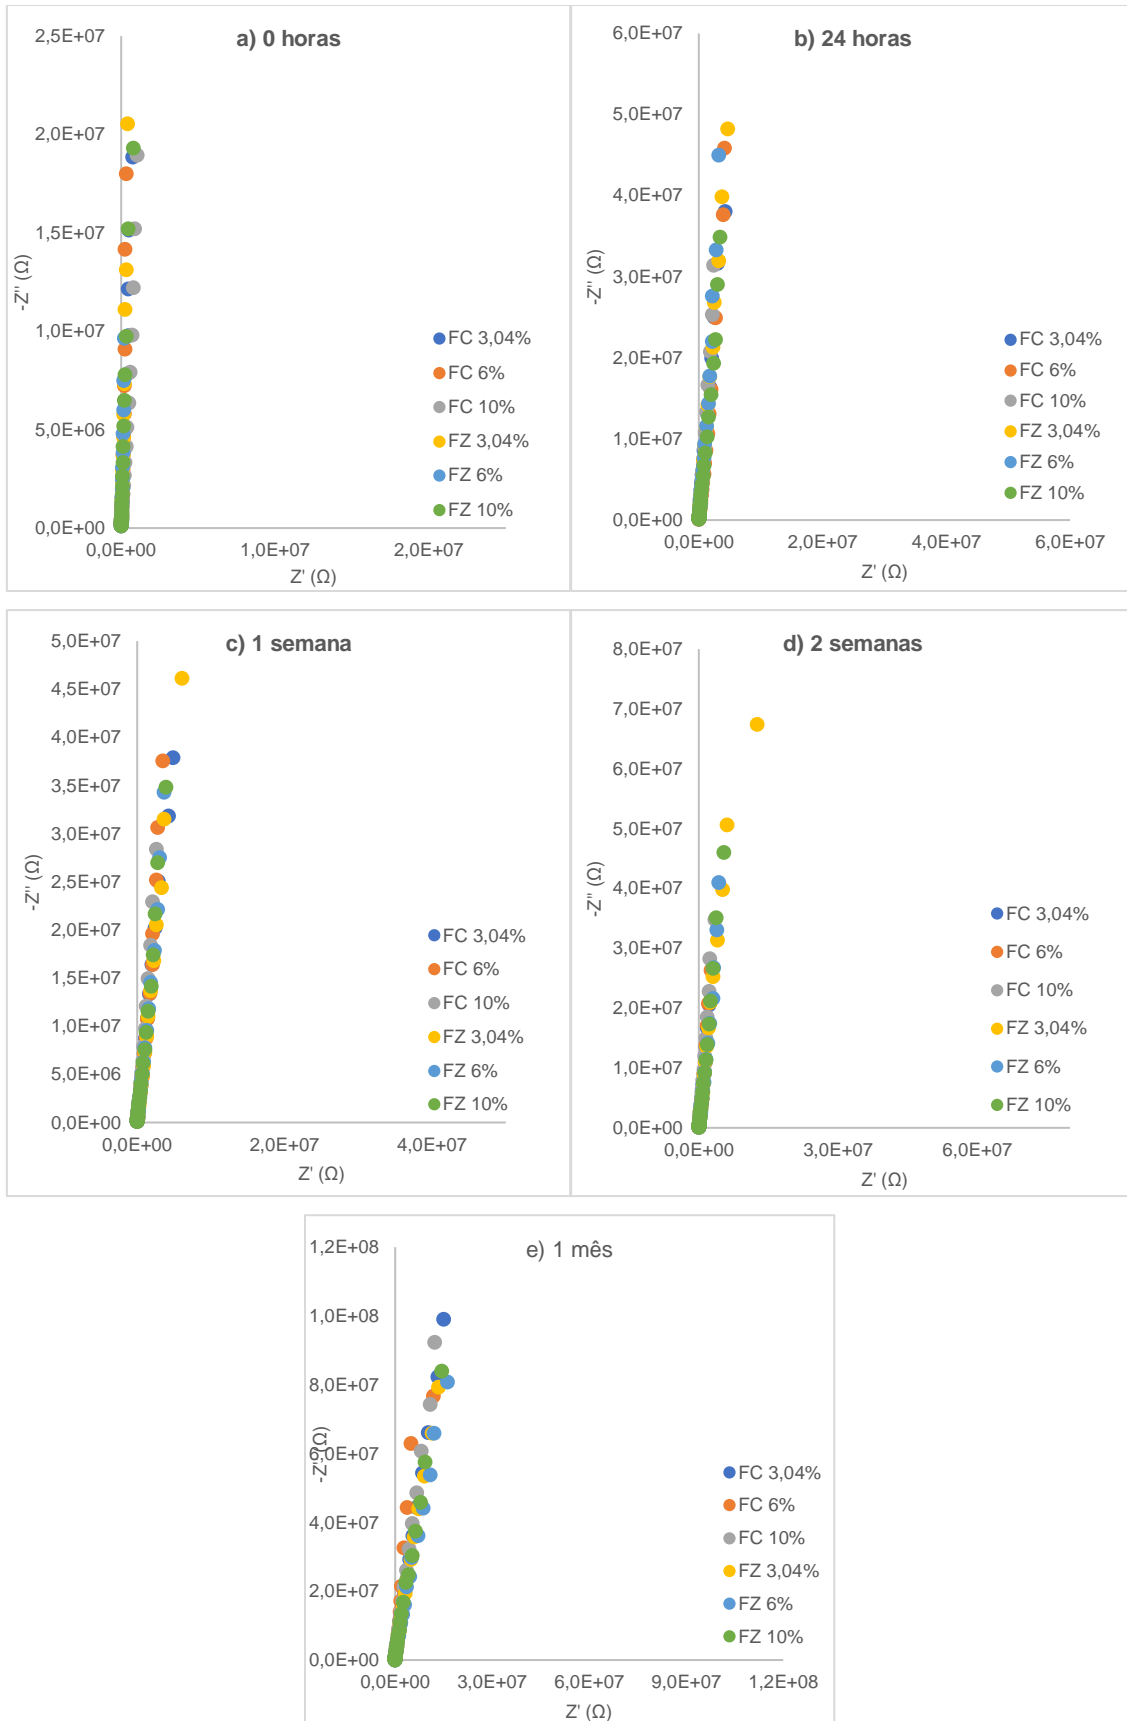 a) 0 horas
2,5E+07
2,0E+07
1,5E+07
1,0E+07
5,0E+06
0,0E+00
-Z'' (Ω)
0,0E+00 1,0E+07 2,0E+07
Z' (Ω)
FC 3,04%
FC 6%
FC 10%
FZ 3,04%
FZ 6%
FZ 10%
b) 24 horas
6,0E+07
5,0E+07
4,0E+07
3,0E+07
2,0E+07
1,0E+07
0,0E+00
-Z'' (Ω)
0,0E+00 2,0E+07 4,0E+07 6,0E+07
Z' (Ω)
FC 3,04%
FC 6%
FC 10%
FZ 3,04%
FZ 6%
FZ 10%
c) 1 semana
5,0E+07
4,5E+07
4,0E+07
3,5E+07
3,0E+07
2,5E+07
2,0E+07
1,5E+07
1,0E+07
5,0E+06
0,0E+00
-Z'' (Ω)
0,0E+00 2,0E+07 4,0E+07
Z' (Ω)
FC 3,04%
FC 6%
FC 10%
FZ 3,04%
FZ 6%
FZ 10%
d) 2 semanas
8,0E+07
7,0E+07
6,0E+07
5,0E+07
4,0E+07
3,0E+07
2,0E+07
1,0E+07
0,0E+00
-Z'' (Ω)
0,0E+00 3,0E+07 6,0E+07
Z' (Ω)
FC 3,04%
FC 6%
FC 10%
FZ 3,04%
FZ 6%
FZ 10%
e) 1 mês
1,2E+08
1,0E+08
8,0E+07
6,0E+07
4,0E+07
2,0E+07
0,0E+00
-Z'' (Ω)
0,0E+00 3,0E+07 6,0E+07 9,0E+07 1,2E+08
Z' (Ω)
FC 3,04%
FC 6%
FC 10%
FZ 3,04%
FZ 6%
FZ 10%